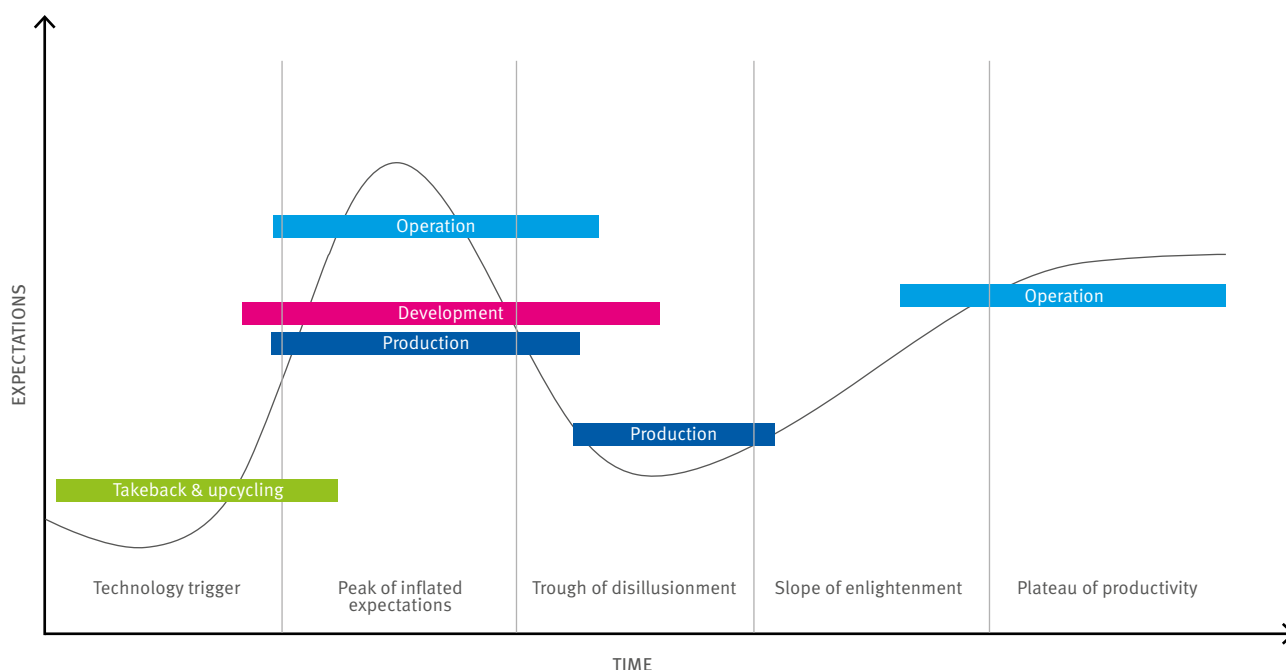 EXPECTATIONS
Operation
Operation
Development
Production
Production
Takeback & upcycling
Technology trigger
Peak of inflated
expectations
Trough of disillusionment
Slope of enlightenment
Plateau of productivity
TIME